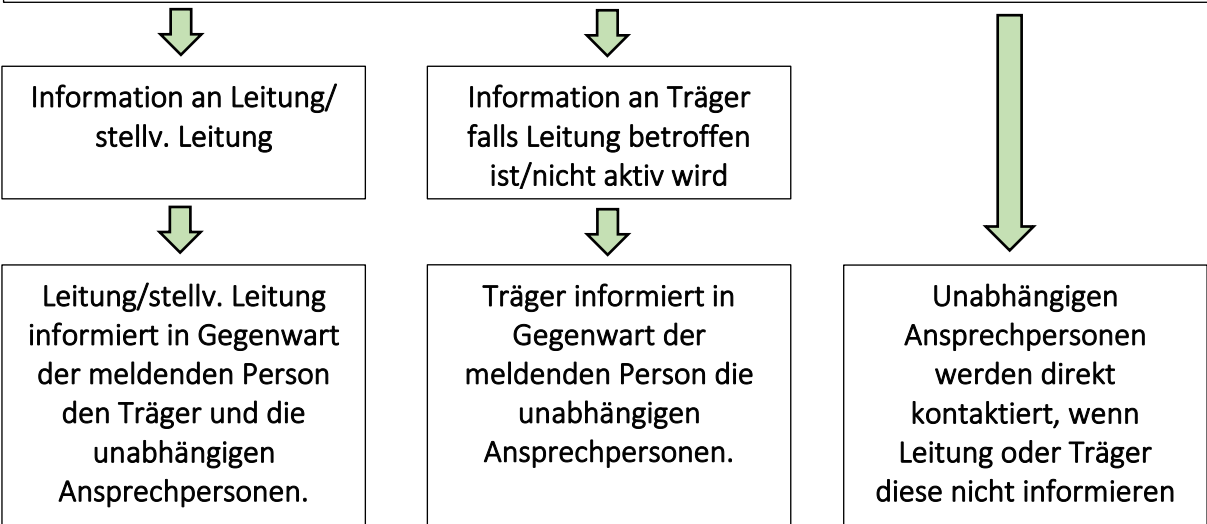 Information an Leitung/
stellv. Leitung
Information an Träger
falls Leitung betroffen
ist/nicht aktiv wird
Leitung/stellv. Leitung
informiert in Gegenwart
der meldenden Person
den Träger und die
unabhängigen
Ansprechpersonen.
Träger informiert in
Gegenwart der
meldenden Person die
unabhängigen
Ansprechpersonen.
Unabhängigen
Ansprechpersonen
werden direkt
kontaktiert, wenn
Leitung oder Träger
diese nicht informieren